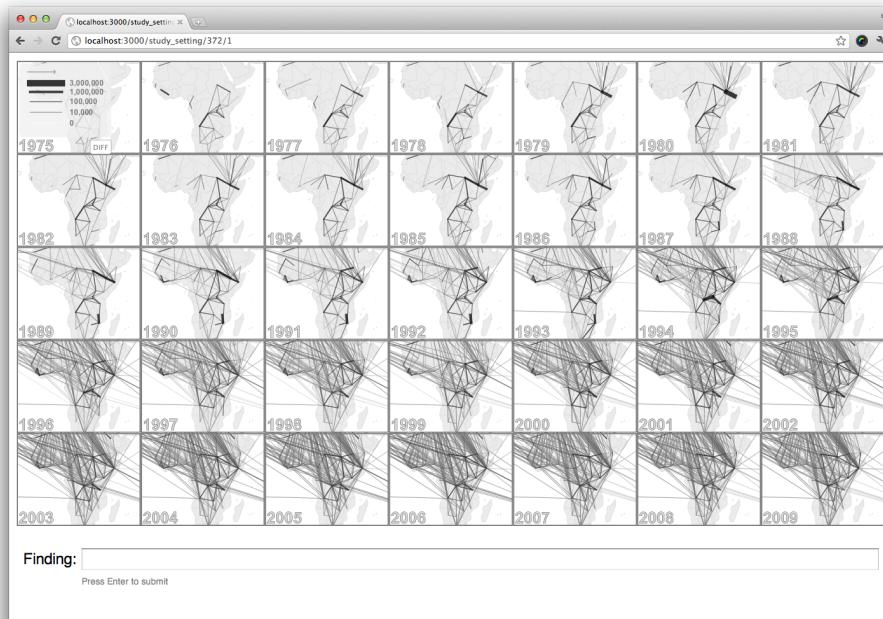 localhost:3000/study_settin
localhost:3000/study_setting/372/1
3,000,000
1,000,000
100,000
10,000
0
DIFF
1975 1976 1977 1978 1979 1980 1981
1982 1983 1984 1985 1986 1987 1988
1989 1990 1991 1992 1993 1994 1995
1996 1997 1998 1999 2000 2001 2002
2003 2004 2005 2006 2007 2008 2009
Finding:
Press Enter to submit